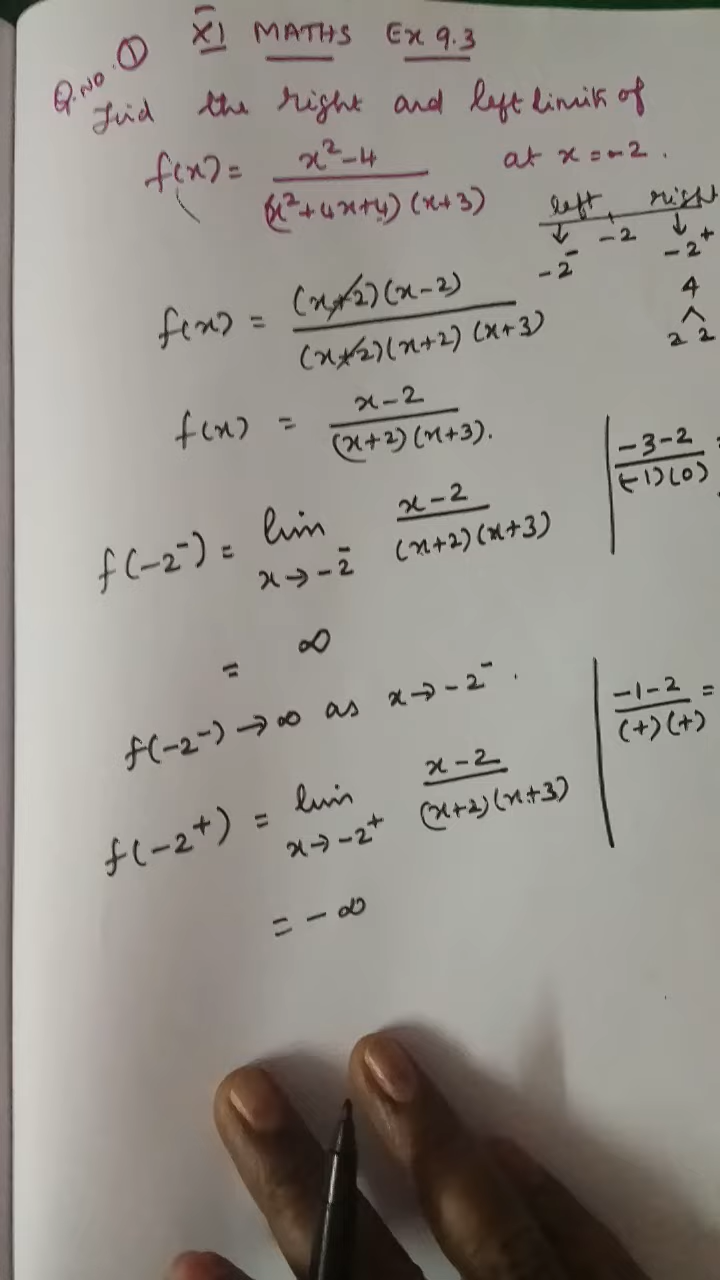 XI MATHS Ex 9.3
Q.No. ① Find the right and left limit of
f(x) = x²-4 / (x²+4x+4)(x+3) at x = -2.
left right
↓ -2 ↓
-2⁻ -2⁺
4
^
2 2
f(x) = (x+2)(x-2) / (x+2)(x+2)(x+3)
f(x) = x-2 / (x+2)(x+3).
-3-2 / (-1)(0)
f(-2⁻) = lim x→-2⁻ x-2 / (x+2)(x+3)
= ∞
f(-2⁻) → ∞ as x → -2⁻.
-1-2 / (+)(+) =
f(-2⁺) = lim x→-2⁺ x-2 / (x+2)(x+3)
= -∞